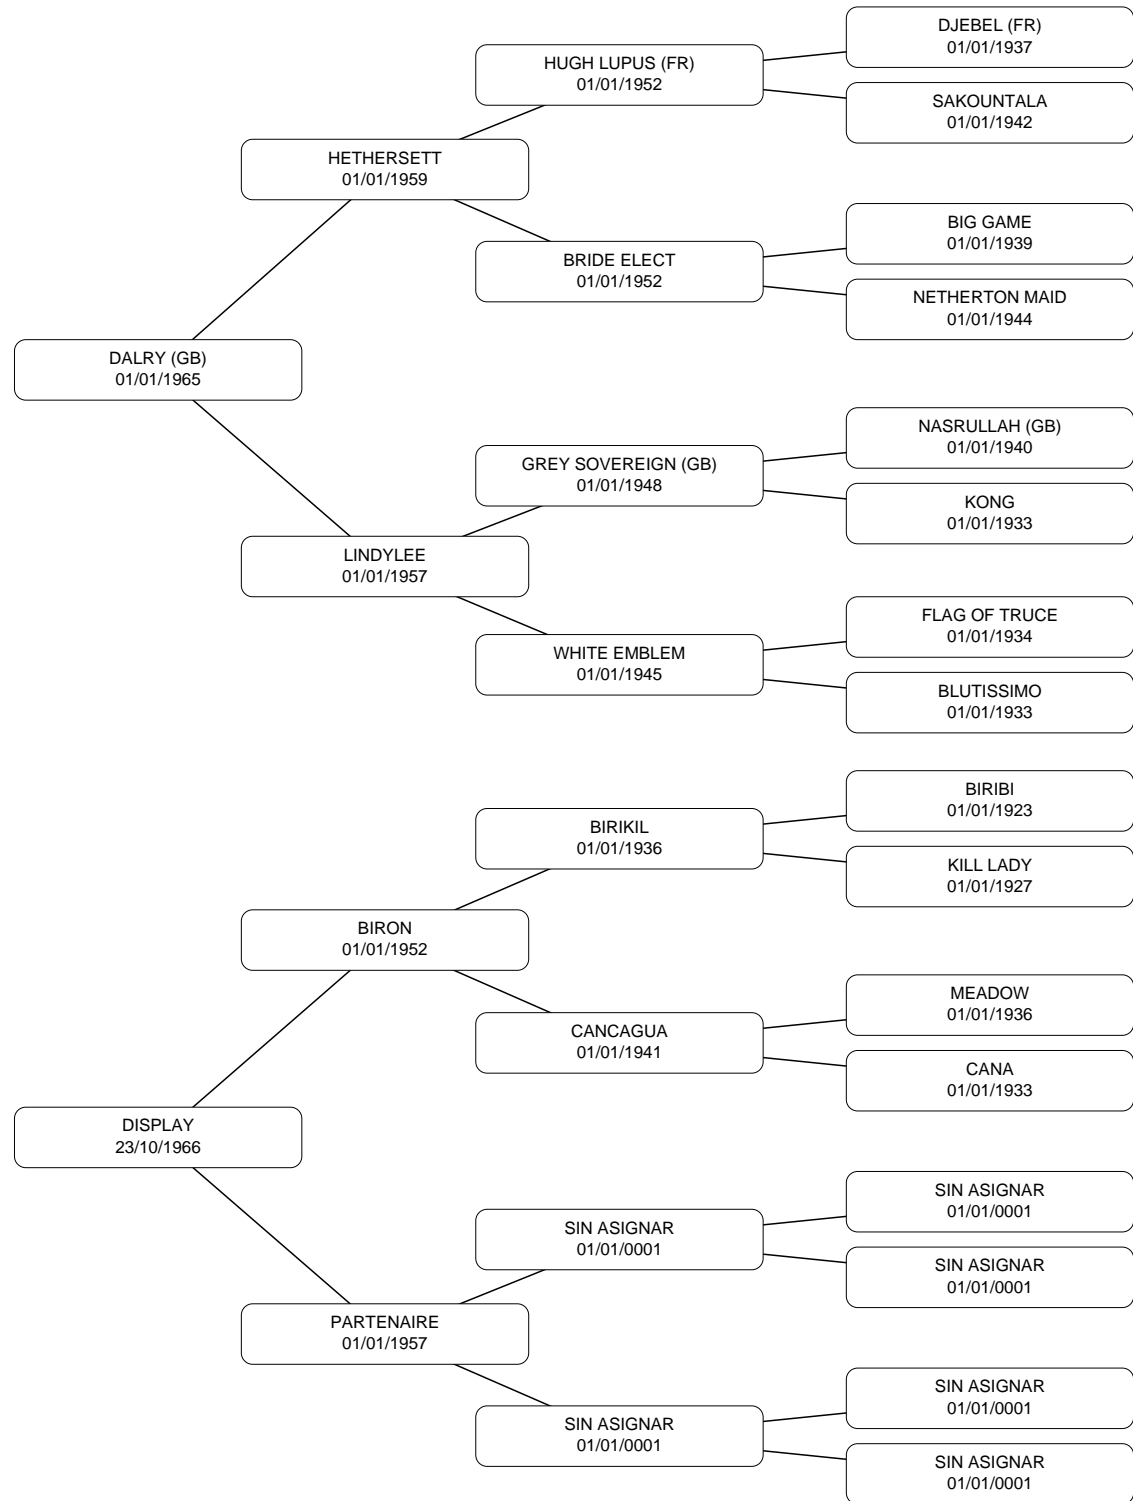 DJEBEL (FR)
01/01/1937
HUGH LUPUS (FR)
01/01/1952
SAKOUNTALA
01/01/1942
HETHERSETT
01/01/1959
BIG GAME
01/01/1939
BRIDE ELECT
01/01/1952
NETHERTON MAID
01/01/1944
DALRY (GB)
01/01/1965
NASRULLAH (GB)
01/01/1940
GREY SOVEREIGN (GB)
01/01/1948
KONG
01/01/1933
LINDYLEE
01/01/1957
FLAG OF TRUCE
01/01/1934
WHITE EMBLEM
01/01/1945
BLUTISSIMO
01/01/1933
BIRIBI
01/01/1923
BIRIKIL
01/01/1936
KILL LADY
01/01/1927
BIRON
01/01/1952
MEADOW
01/01/1936
CANCAGUA
01/01/1941
CANA
01/01/1933
DISPLAY
23/10/1966
SIN ASIGNAR
01/01/0001
SIN ASIGNAR
01/01/0001
SIN ASIGNAR
01/01/0001
PARTENAIRE
01/01/1957
SIN ASIGNAR
01/01/0001
SIN ASIGNAR
01/01/0001
SIN ASIGNAR
01/01/0001